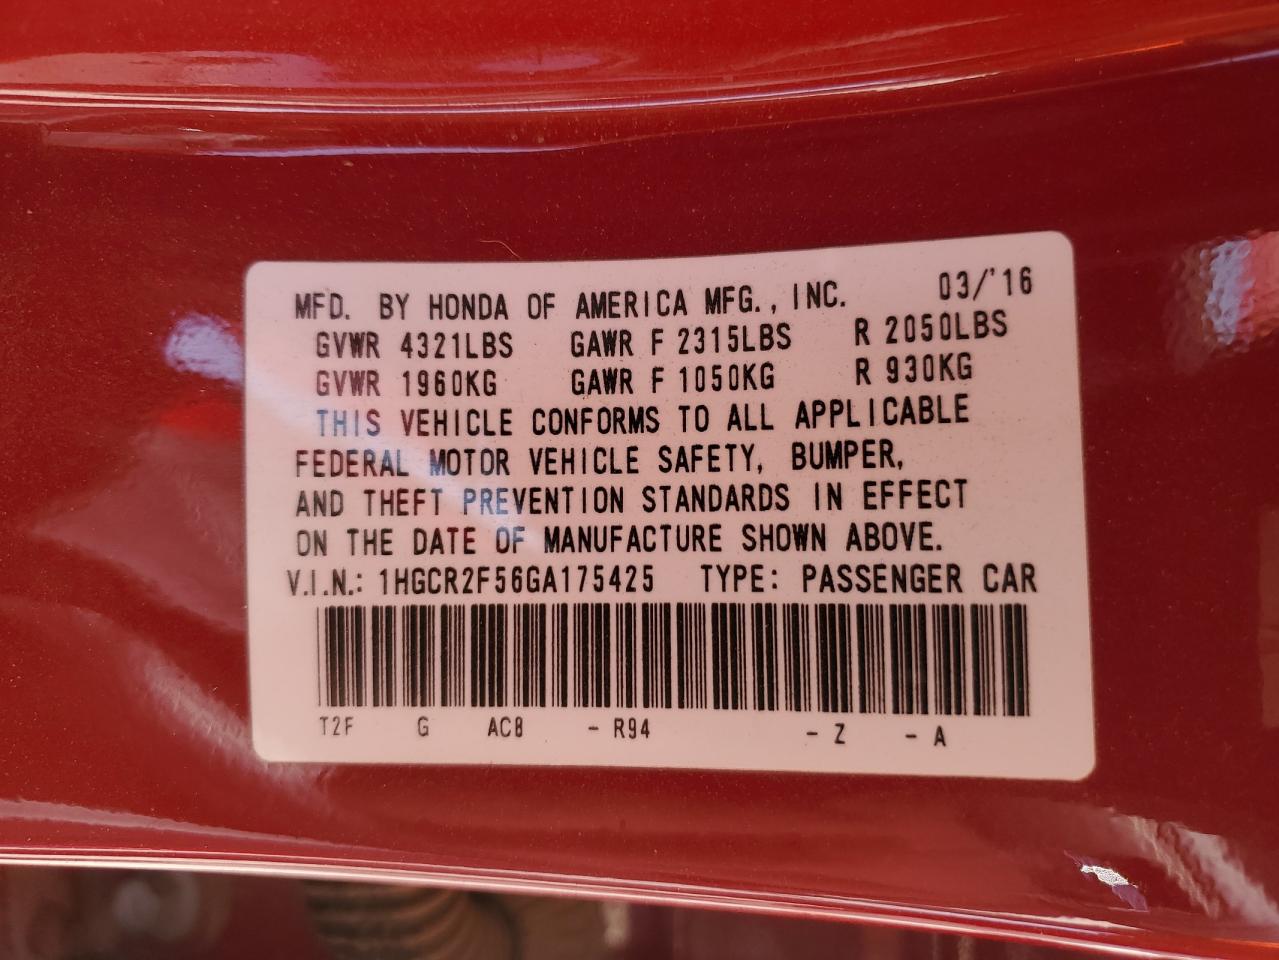 MFD. BY HONDA OF AMERICA MFG., INC. 03/'16
GVWR 4321LBS GAWR F 2315LBS R 2050LBS
GVWR 1960KG GAWR F 1050KG R 930KG
THIS VEHICLE CONFORMS TO ALL APPLICABLE
FEDERAL MOTOR VEHICLE SAFETY, BUMPER,
AND THEFT PREVENTION STANDARDS IN EFFECT
ON THE DATE OF MANUFACTURE SHOWN ABOVE.
V.I.N.: 1HGCR2F56GA175425 TYPE: PASSENGER CAR
T2F G AC8 - R94 - Z - A